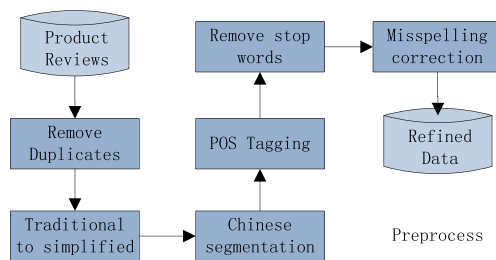 Product
Reviews
Remove
Duplicates
Traditional
to simplified
Chinese
segmentation
POS Tagging
Remove stop
words
Misspelling
correction
Refined
Data
Preprocess